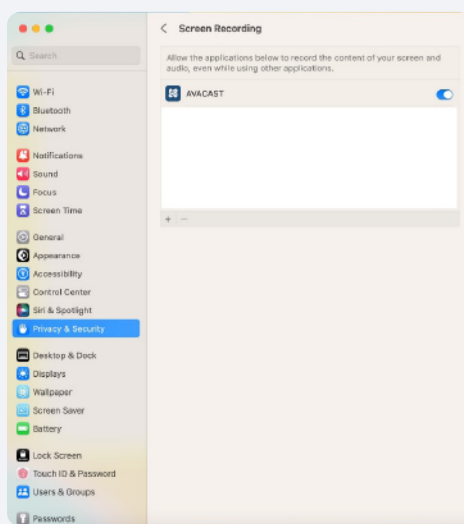 Screen Recording
Search
Allow the applications below to record the content of your screen and
audio, even while using other applications.
AVACAST
Wi-Fi
Bluetooth
Network
Notifications
Sound
Focus
Screen Time
General
Appearance
Accessibility
Control Center
Siri & Spotlight
Privacy & Security
Desktop & Dock
Displays
Wallpaper
Screen Saver
Battery
Lock Screen
Touch ID & Password
Users & Groups
Passwords